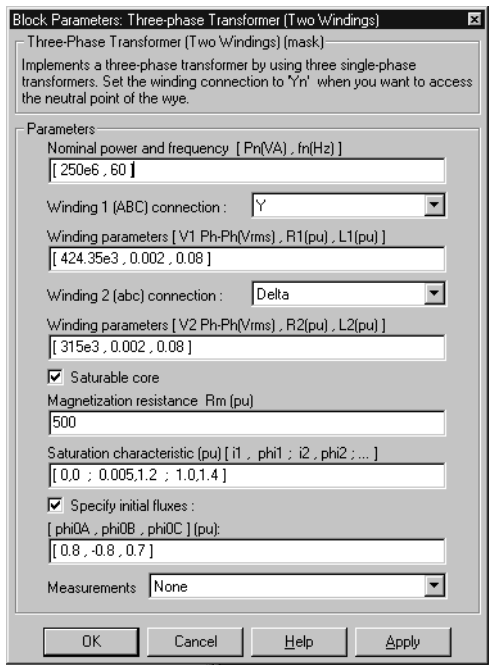 Block Parameters: Three-phase Transformer (Two Windings)
Three-Phase Transformer (Two Windings) (mask)
Implements a three-phase transformer by using three single-phase
transformers. Set the winding connection to 'Yn' when you want to access
the neutral point of the wye.
Parameters
Nominal power and frequency [ Pn(VA) , fn(Hz) ]
[ 250e6 , 60 ]
Winding 1 (ABC) connection : Y
Winding parameters [ V1 Ph-Ph(Vrms) , R1(pu) , L1(pu) ]
[ 424.35e3 , 0.002 , 0.08 ]
Winding 2 (abc) connection : Delta
Winding parameters [ V2 Ph-Ph(Vrms) , R2(pu) , L2(pu) ]
[ 315e3 , 0.002 , 0.08 ]
Saturable core
Magnetization resistance Rm (pu)
500
Saturation characteristic (pu) [ i1 , phi1 ; i2 , phi2 ; ... ]
[ 0,0 ; 0.005,1.2 ; 1.0,1.4 ]
Specify initial fluxes :
[ phi0A , phi0B , phi0C ] (pu):
[ 0.8 , -0.8 , 0.7 ]
Measurements None
OK Cancel Help Apply